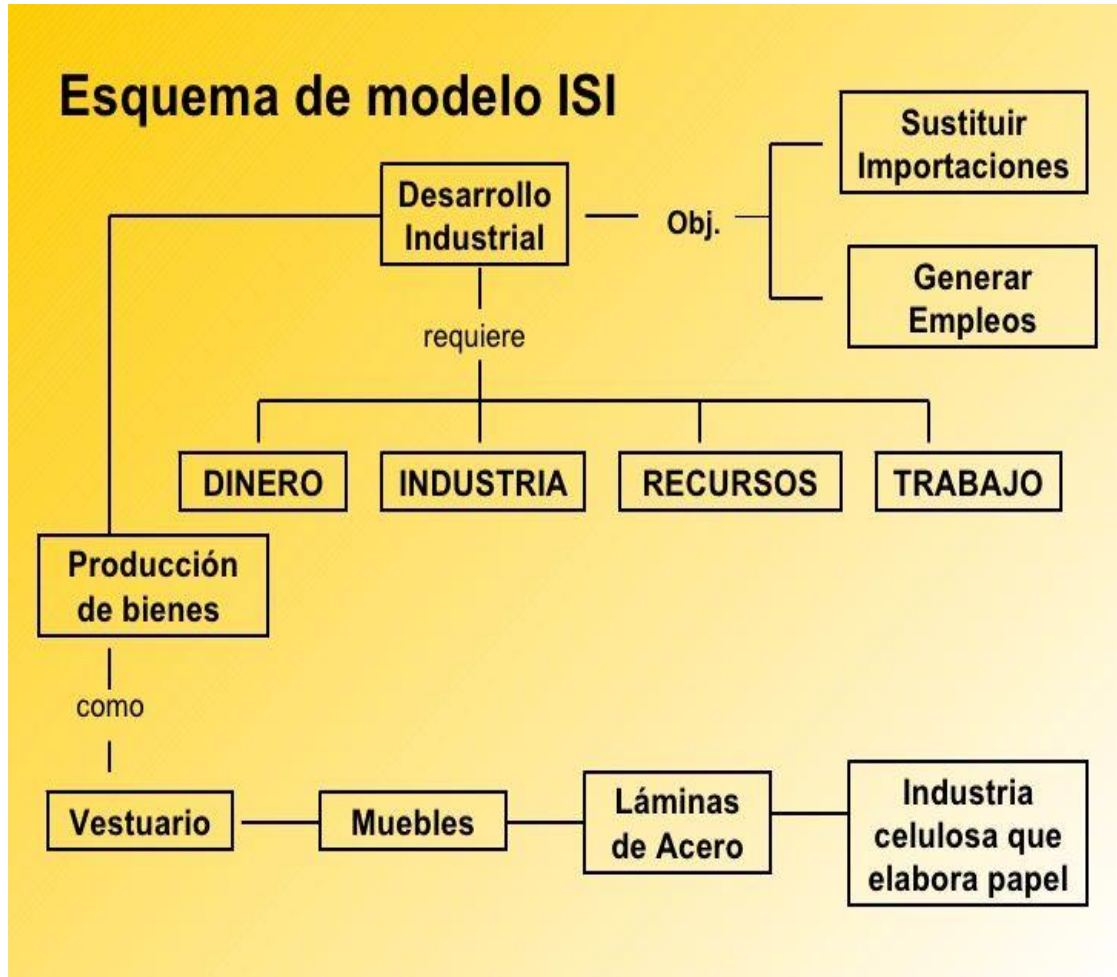 Esquema de modelo ISI
Sustituir
Importaciones
Desarrollo
Industrial
Obj.
Generar
Empleos
requiere
DINERO
INDUSTRIA
RECURSOS
TRABAJO
Producción
de bienes
como
Vestuario
Muebles
Láminas
de Acero
Industria
celulosa que
elabora papel